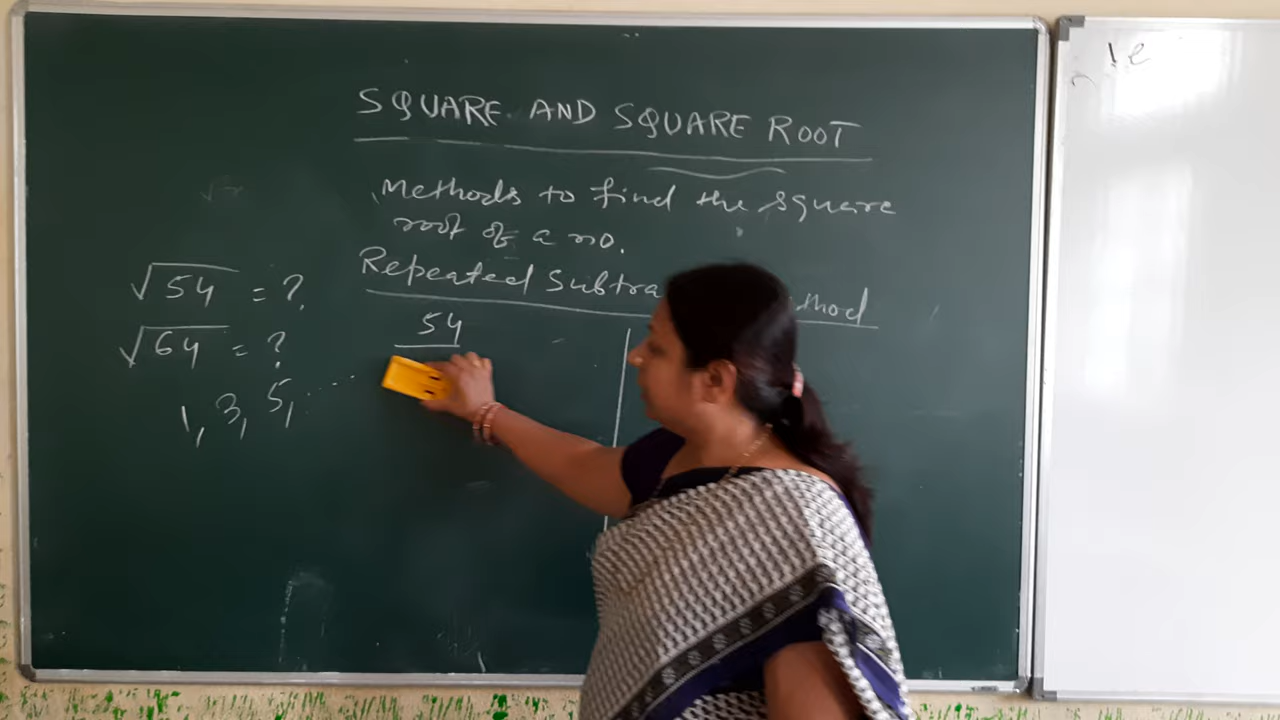 SQUARE AND SQUARE ROOT
Methods to find the square
root of a no.
Repeated Subtra thod
√54 = ?
√64 = ?
1, 3, 5, .....
54